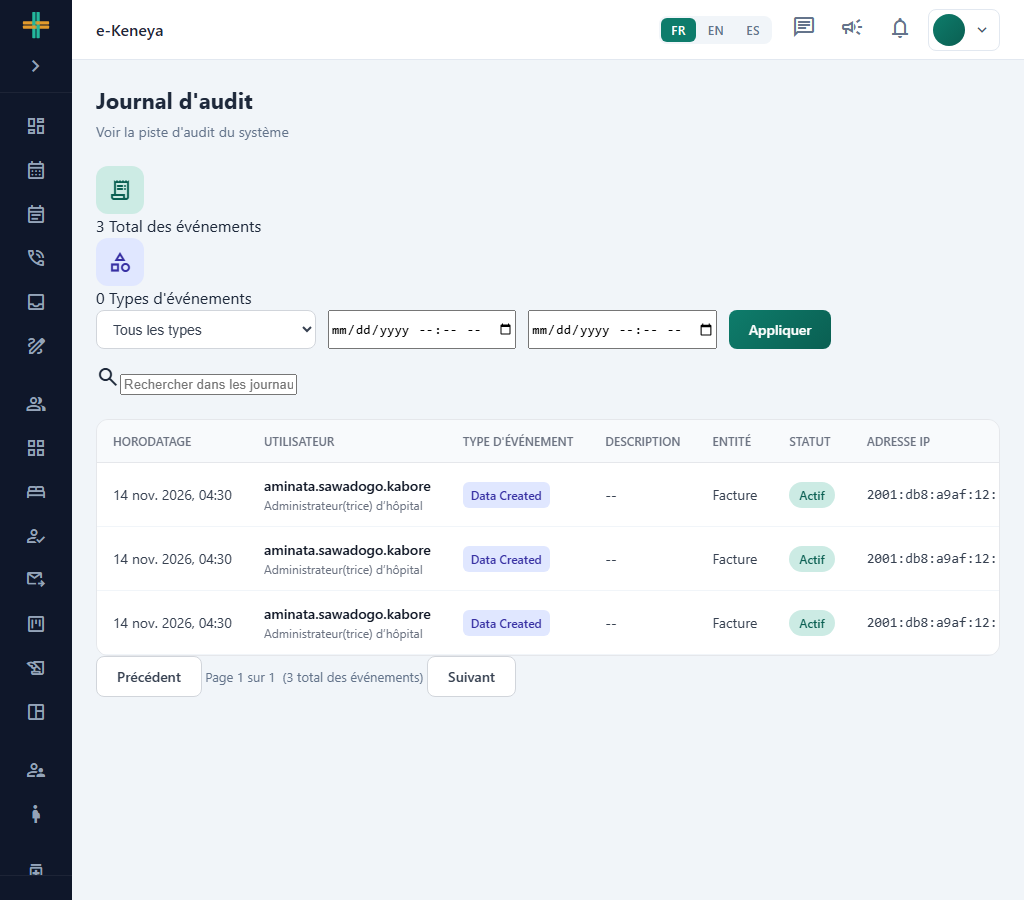 e-Keneya
FR EN ES
Journal d'audit
Voir la piste d'audit du système
3 Total des événements
0 Types d'événements
Tous les types mm/dd/yyyy --:-- -- mm/dd/yyyy --:-- -- Appliquer
Rechercher dans les journau
HORODATAGE UTILISATEUR TYPE D'ÉVÉNEMENT DESCRIPTION ENTITÉ STATUT ADRESSE IP
14 nov. 2026, 04:30 aminata.sawadogo.kabore Data Created -- Facture Actif 2001:db8:a9af:12:
Administrateur(trice) d’hôpital
14 nov. 2026, 04:30 aminata.sawadogo.kabore Data Created -- Facture Actif 2001:db8:a9af:12:
Administrateur(trice) d’hôpital
14 nov. 2026, 04:30 aminata.sawadogo.kabore Data Created -- Facture Actif 2001:db8:a9af:12:
Administrateur(trice) d’hôpital
Précédent Page 1 sur 1 (3 total des événements) Suivant